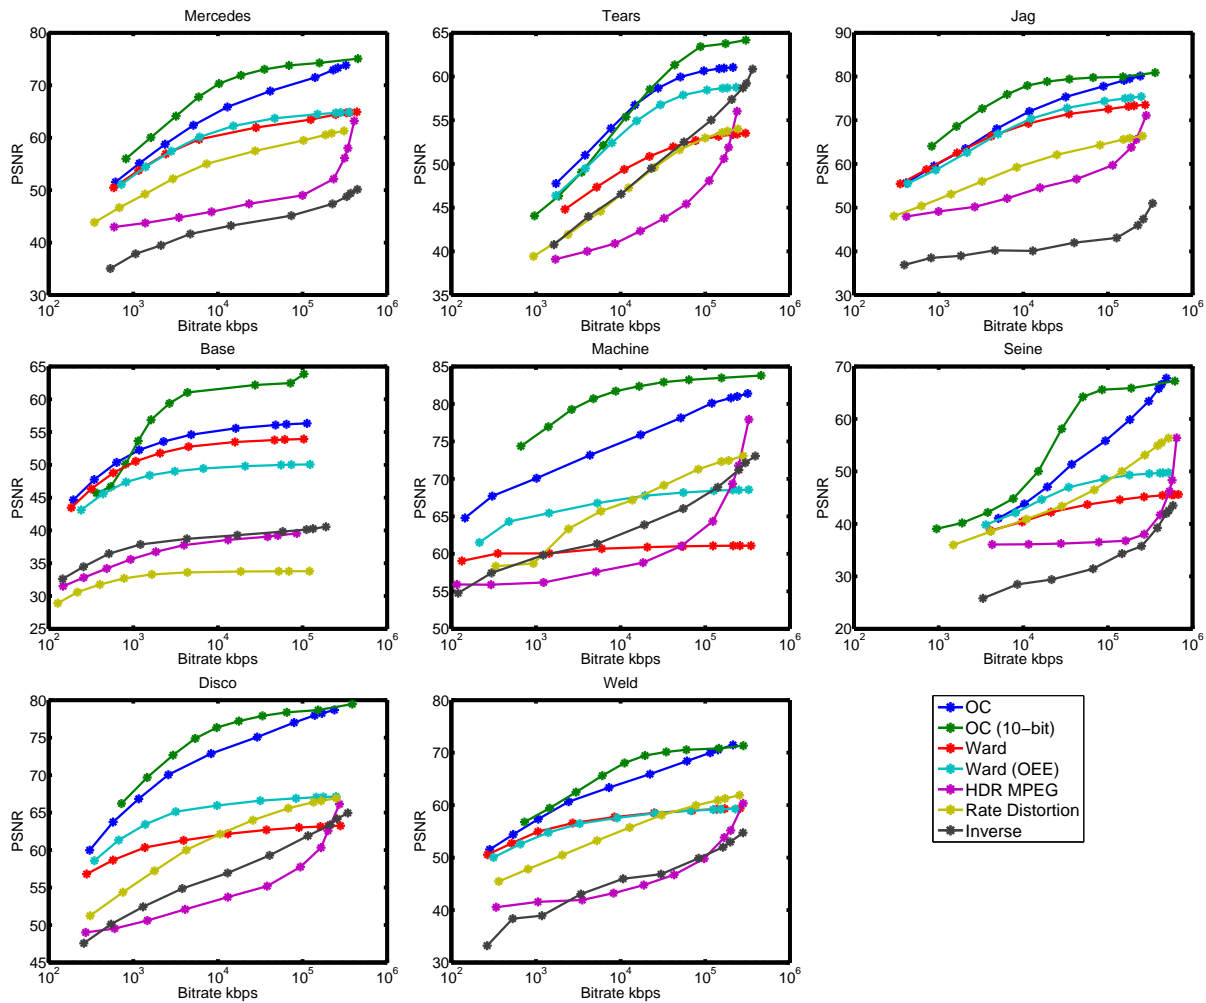 Mercedes
Tears
Jag
80
70
60
50
40
30
PSNR
10^2 10^3 10^4 10^5 10^6
Bitrate kbps
65
60
55
50
45
40
35
PSNR
10^2 10^3 10^4 10^5 10^6
Bitrate kbps
90
80
70
60
50
40
30
PSNR
10^2 10^3 10^4 10^5 10^6
Bitrate kbps
Base
Machine
Seine
65
60
55
50
45
40
35
30
25
PSNR
10^2 10^3 10^4 10^5 10^6
Bitrate kbps
85
80
75
70
65
60
55
50
PSNR
10^2 10^3 10^4 10^5 10^6
Bitrate kbps
70
60
50
40
30
20
PSNR
10^2 10^3 10^4 10^5 10^6
Bitrate kbps
Disco
Weld
80
75
70
65
60
55
50
45
PSNR
10^2 10^3 10^4 10^5 10^6
Bitrate kbps
80
70
60
50
40
30
PSNR
10^2 10^3 10^4 10^5 10^6
Bitrate kbps
OC
OC (10−bit)
Ward
Ward (OEE)
HDR MPEG
Rate Distortion
Inverse